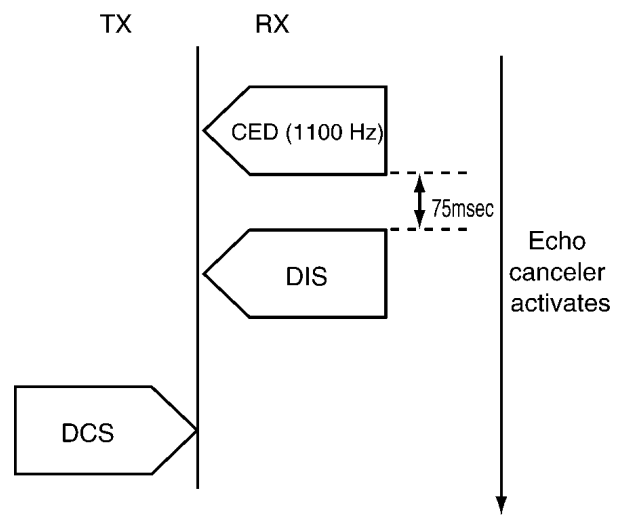 TX RX
CED (1100 Hz)
75msec
DIS
Echo
canceler
activates
DCS